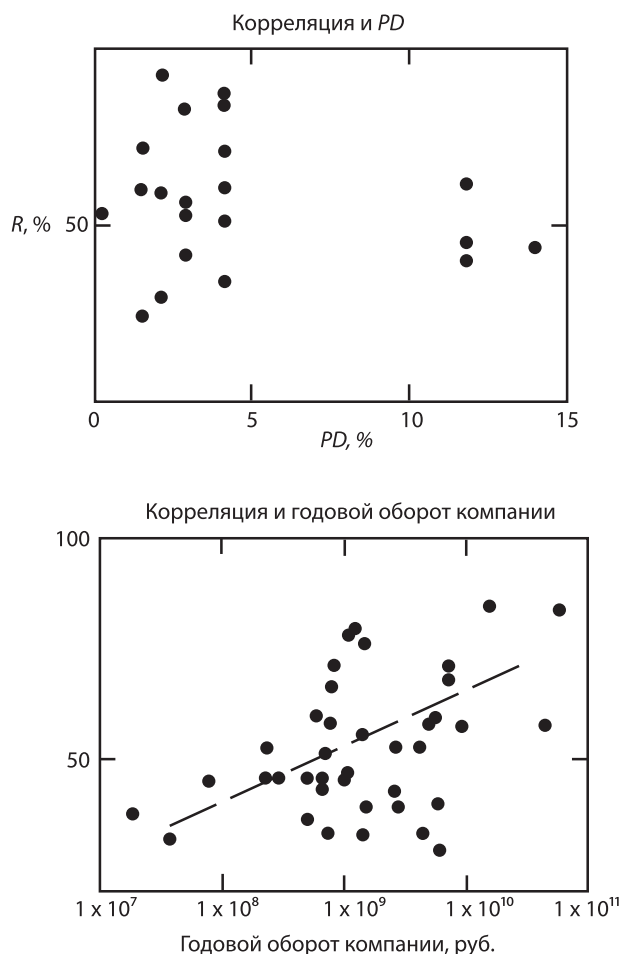 Корреляция и PD
R, % 50
0 5 10 15
PD, %
Корреляция и годовой оборот компании
100
50
1 x 10⁷ 1 x 10⁸ 1 x 10⁹ 1 x 10¹⁰ 1 x 10¹¹
Годовой оборот компании, руб.